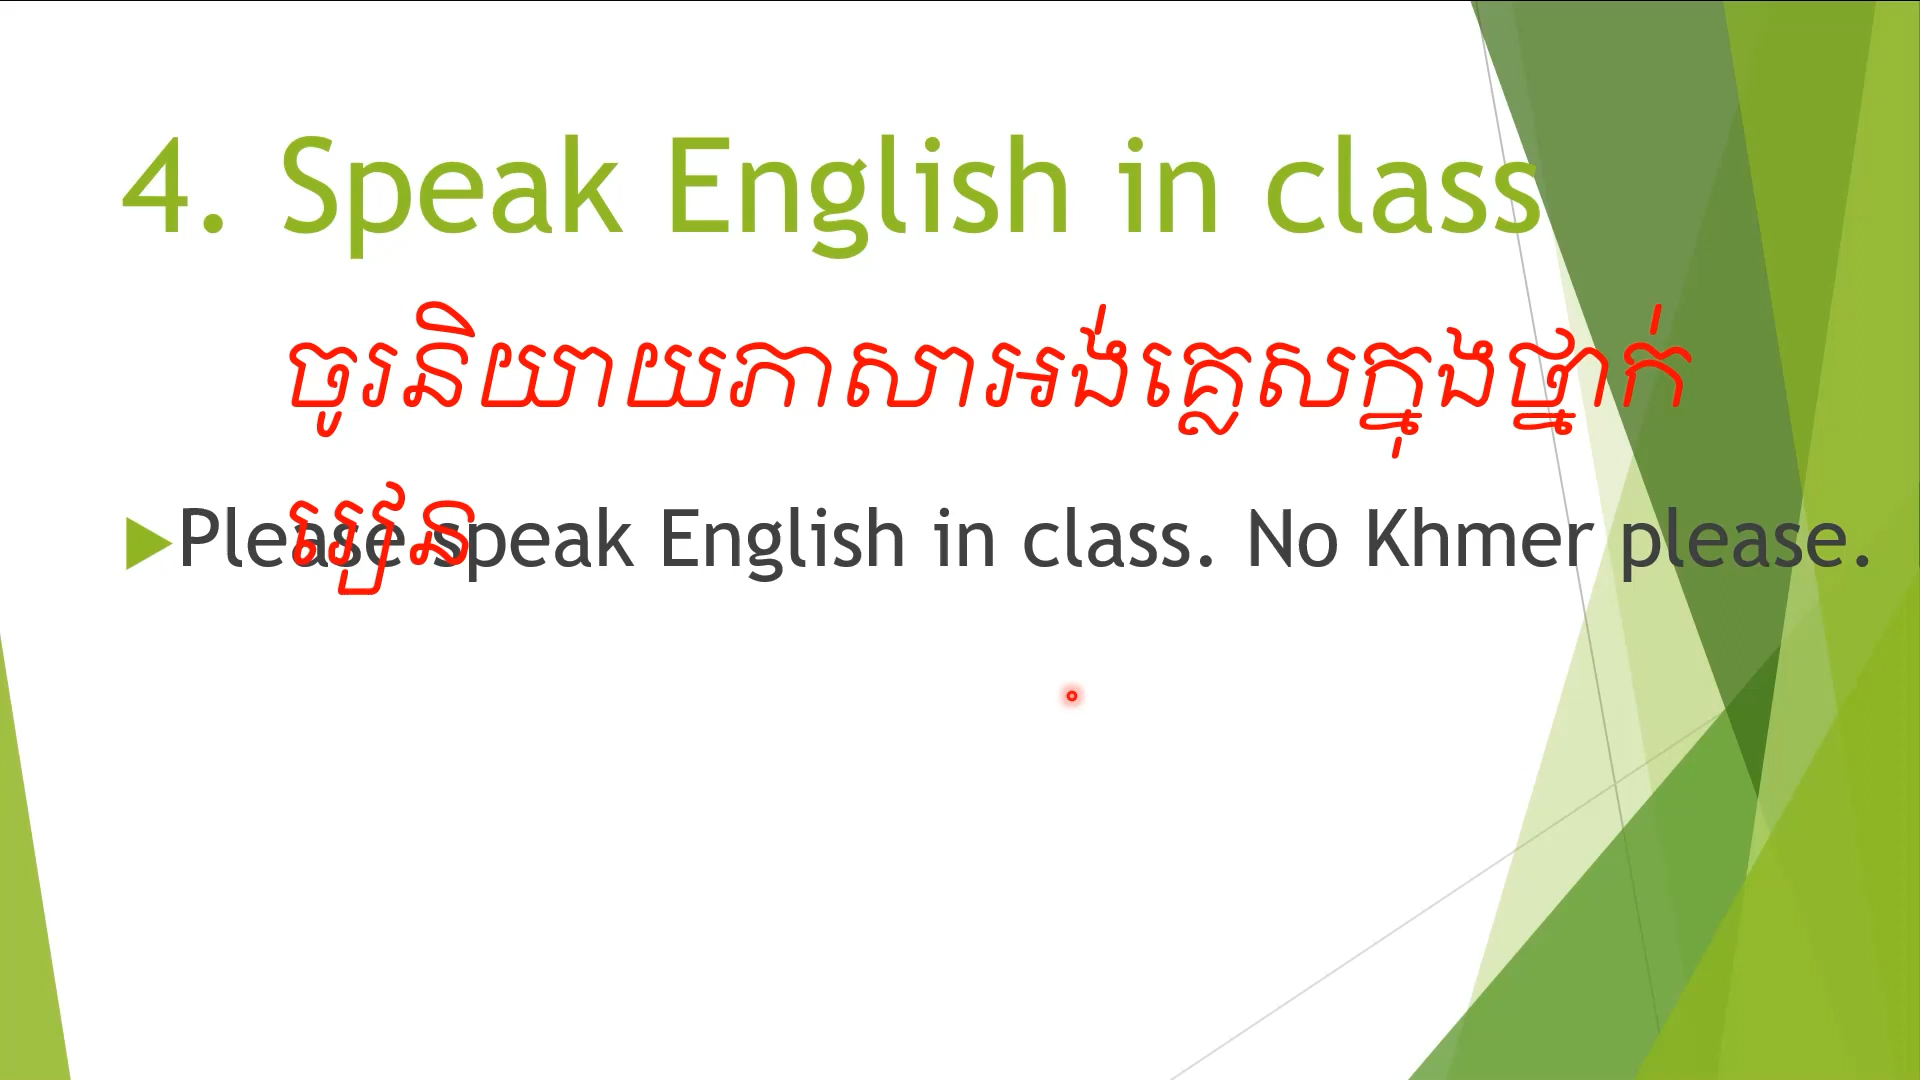 4. Speak English in class
ចូរនិយាយភាសាអង់គ្លេសក្នុងថ្នាក់
រៀន
Please speak English in class. No Khmer please.